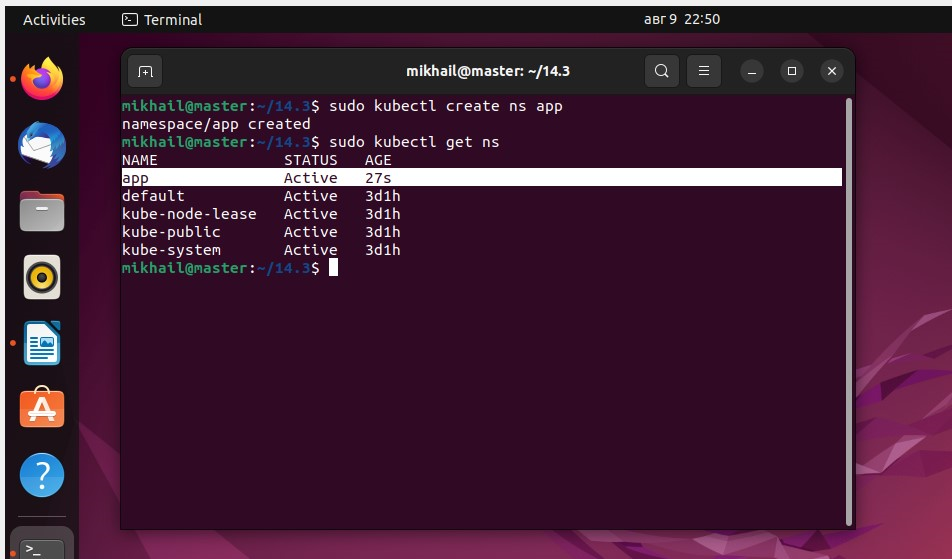 Activities
Terminal
авг 9 22:50
mikhail@master: ~/14.3
mikhail@master:~/14.3$ sudo kubectl create ns app
namespace/app created
mikhail@master:~/14.3$ sudo kubectl get ns
NAME              STATUS   AGE
app               Active   27s
default           Active   3d1h
kube-node-lease   Active   3d1h
kube-public       Active   3d1h
kube-system       Active   3d1h
mikhail@master:~/14.3$